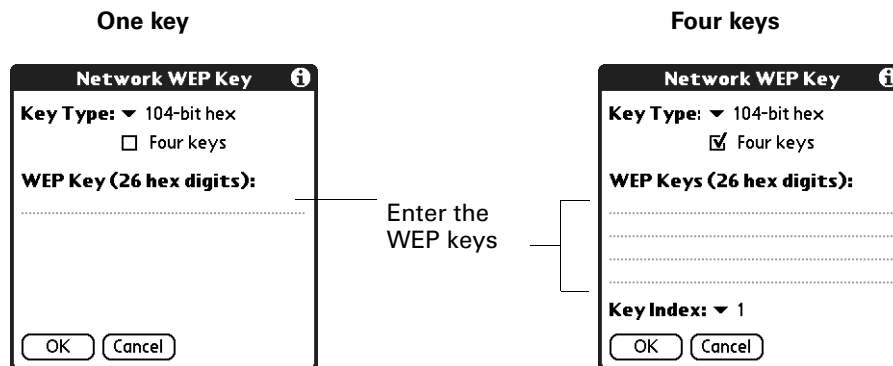 One key
Network WEP Key
Key Type: 104-bit hex
Four keys
WEP Key (26 hex digits):
OK Cancel
Enter the
WEP keys
Four keys
Network WEP Key
Key Type: 104-bit hex
Four keys
WEP Keys (26 hex digits):
Key Index: 1
OK Cancel